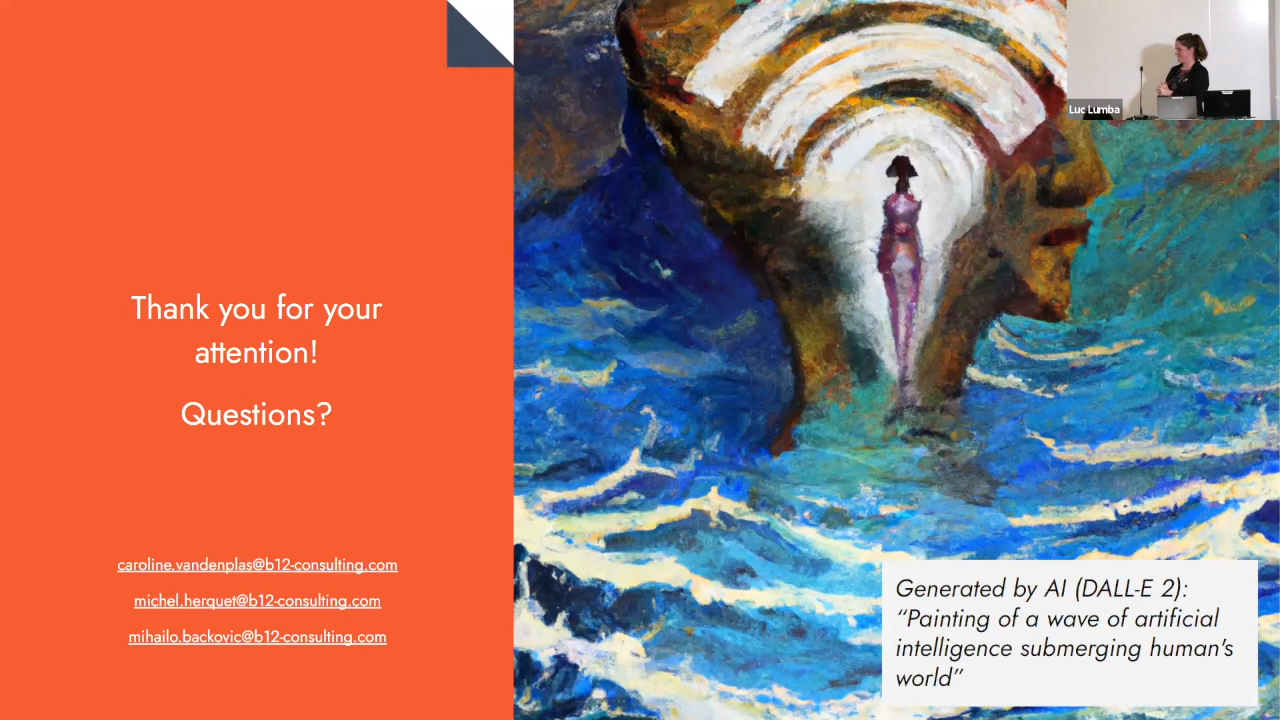 Thank you for your
attention!
Questions?
caroline.vandenplas@b12-consulting.com
michel.herquet@b12-consulting.com
mihailo.backovic@b12-consulting.com
Luc Lumba
Generated by AI (DALL-E 2):
“Painting of a wave of artificial
intelligence submerging human's
world”